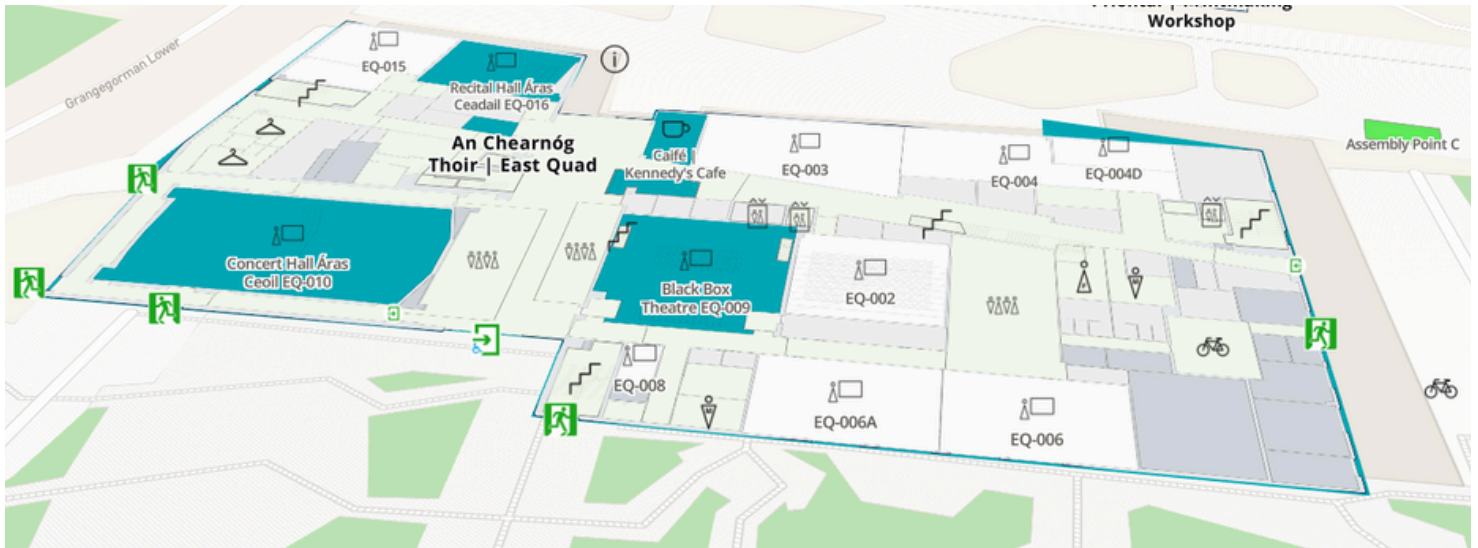 Workshop
Grangegorman Lower
EQ-015
Recital Hall Áras
Ceadail EQ-016
i
An Chearnóg
Thoir | East Quad
Caifé |
Kennedy's Cafe
EQ-003
EQ-004
EQ-004D
Assembly Point C
Concert Hall Áras
Ceoil EQ-010
Black Box
Theatre EQ-009
EQ-002
EQ-008
EQ-006A
EQ-006